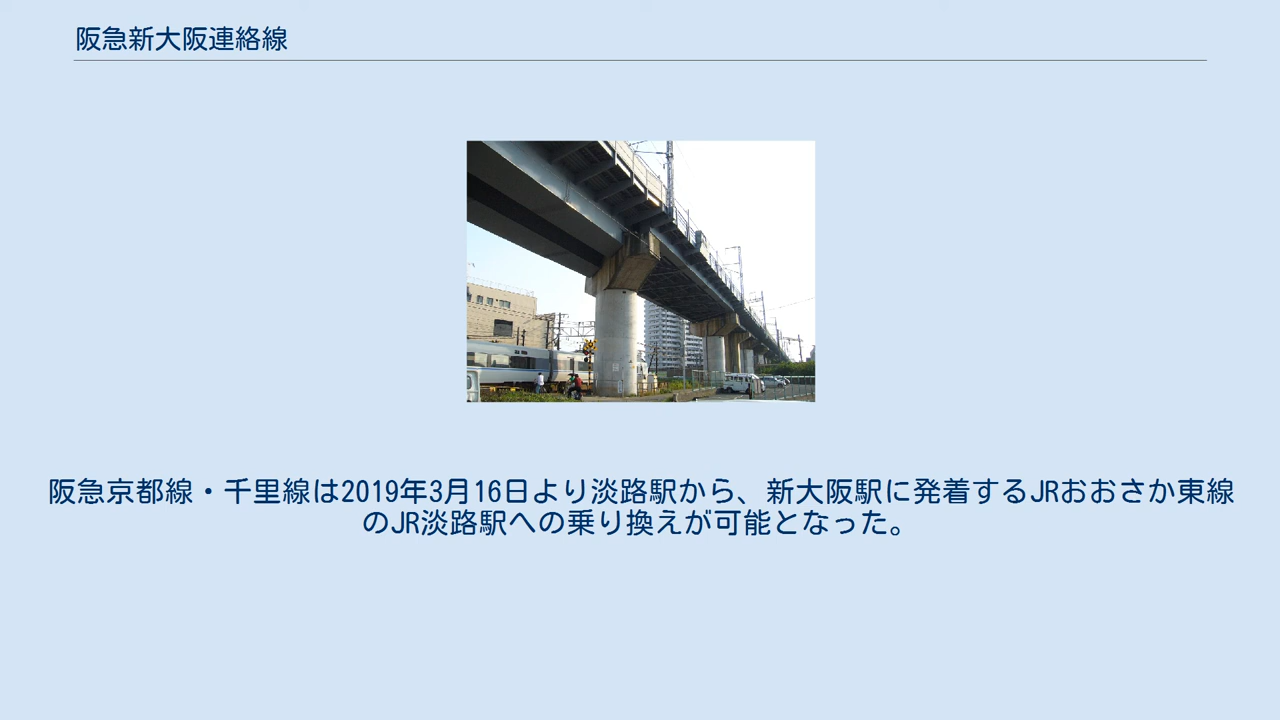 阪急新大阪連絡線
阪急京都線・千里線は2019年3月16日より淡路駅から、新大阪駅に発着するJRおおさか東線
のJR淡路駅への乗り換えが可能となった。